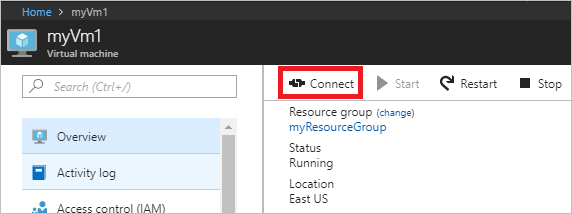 Home > myVm1
myVm1
Virtual machine
Search (Ctrl+/)
Overview
Activity log
Access control (IAM)
Connect Start Restart Stop
Resource group (change)
myResourceGroup
Status
Running
Location
East US